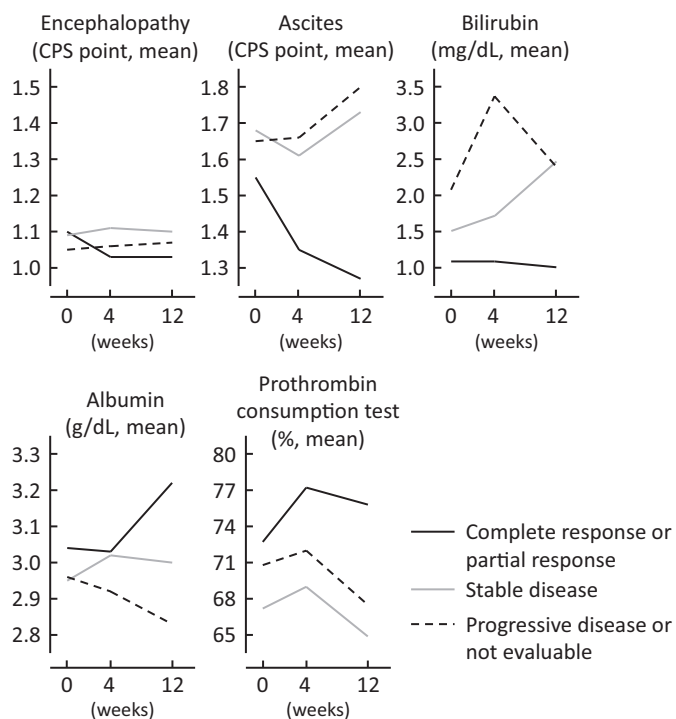 Encephalopathy
(CPS point, mean)
1.5
1.4
1.3
1.2
1.1
1.0
0 4 12
(weeks)
Ascites
(CPS point, mean)
1.8
1.7
1.6
1.5
1.4
1.3
0 4 12
(weeks)
Bilirubin
(mg/dL, mean)
3.5
3.0
2.5
2.0
1.5
1.0
0 4 12
(weeks)
Albumin
(g/dL, mean)
3.3
3.2
3.1
3.0
2.9
2.8
0 4 12
(weeks)
Prothrombin
consumption test
(%, mean)
80
77
74
71
68
65
0 4 12
(weeks)
Complete response or
partial response
Stable disease
Progressive disease or
not evaluable